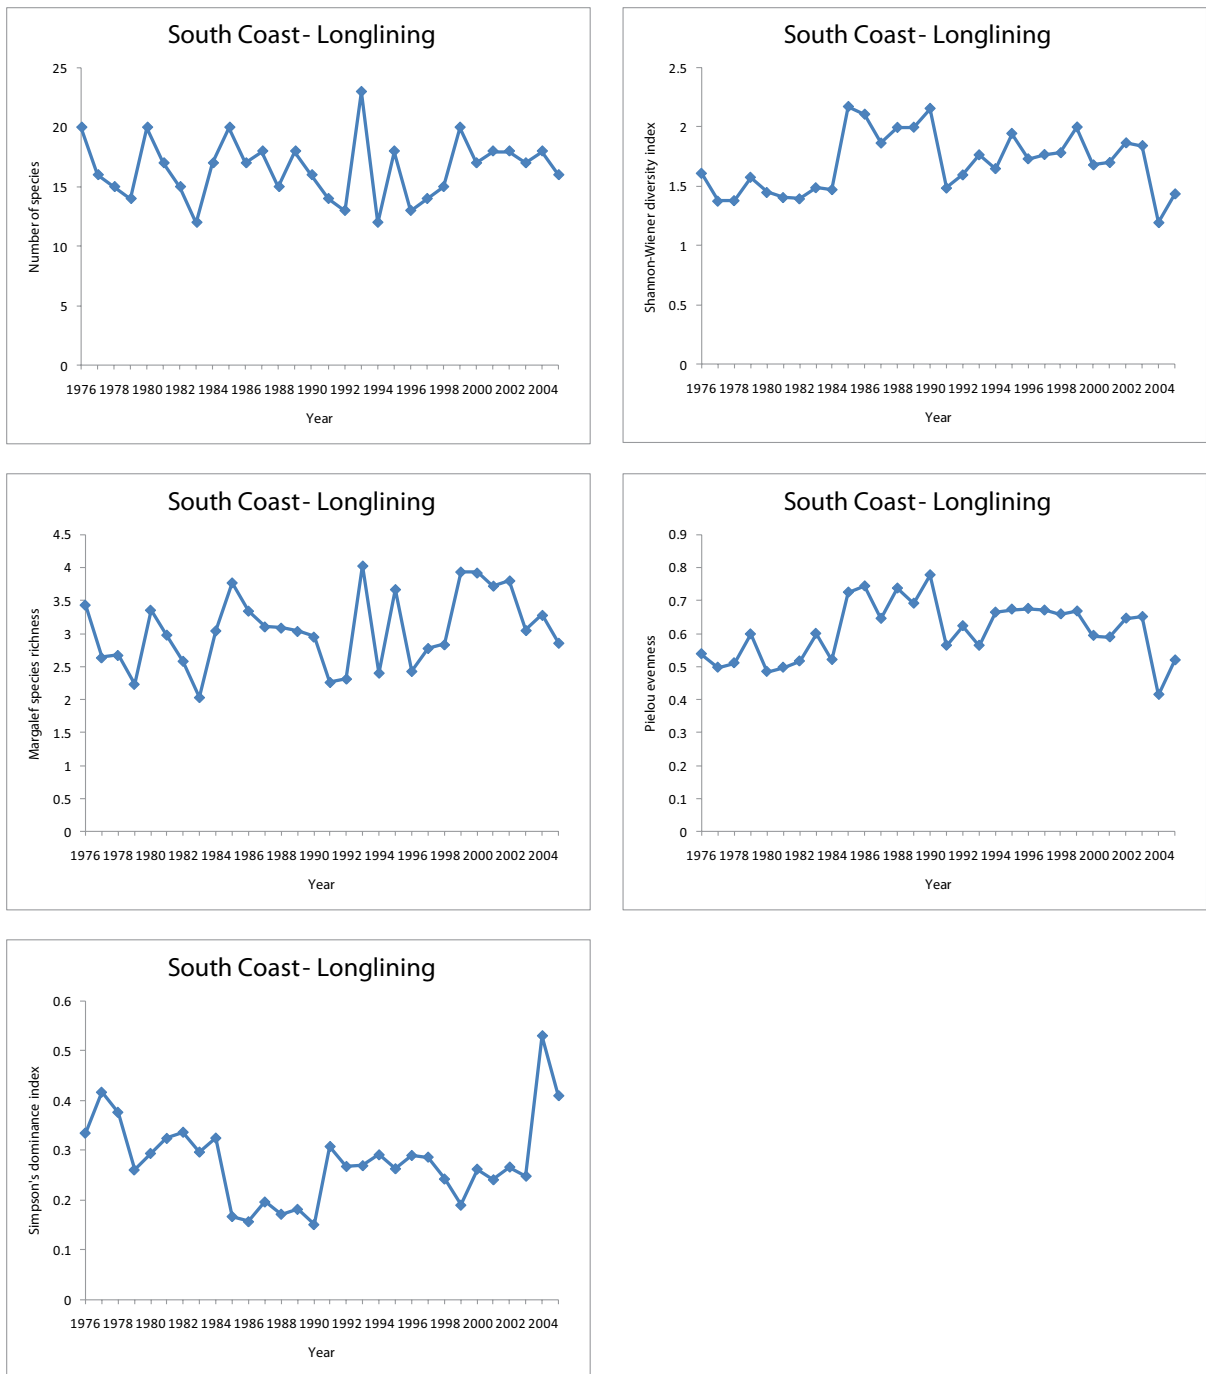 South Coast - Longlining
25
20
15
10
5
0
Number of species
1976 1978 1980 1982 1984 1986 1988 1990 1992 1994 1996 1998 2000 2002 2004
Year
South Coast - Longlining
2.5
2
1.5
1
0.5
0
Shannon-Wiener diversity index
1976 1978 1980 1982 1984 1986 1988 1990 1992 1994 1996 1998 2000 2002 2004
Year
South Coast - Longlining
4.5
4
3.5
3
2.5
2
1.5
1
0.5
0
Margalef species richness
1976 1978 1980 1982 1984 1986 1988 1990 1992 1994 1996 1998 2000 2002 2004
Year
South Coast - Longlining
0.9
0.8
0.7
0.6
0.5
0.4
0.3
0.2
0.1
0
Pielou evenness
1976 1978 1980 1982 1984 1986 1988 1990 1992 1994 1996 1998 2000 2002 2004
Year
South Coast - Longlining
0.6
0.5
0.4
0.3
0.2
0.1
0
Simpson's dominance index
1976 1978 1980 1982 1984 1986 1988 1990 1992 1994 1996 1998 2000 2002 2004
Year